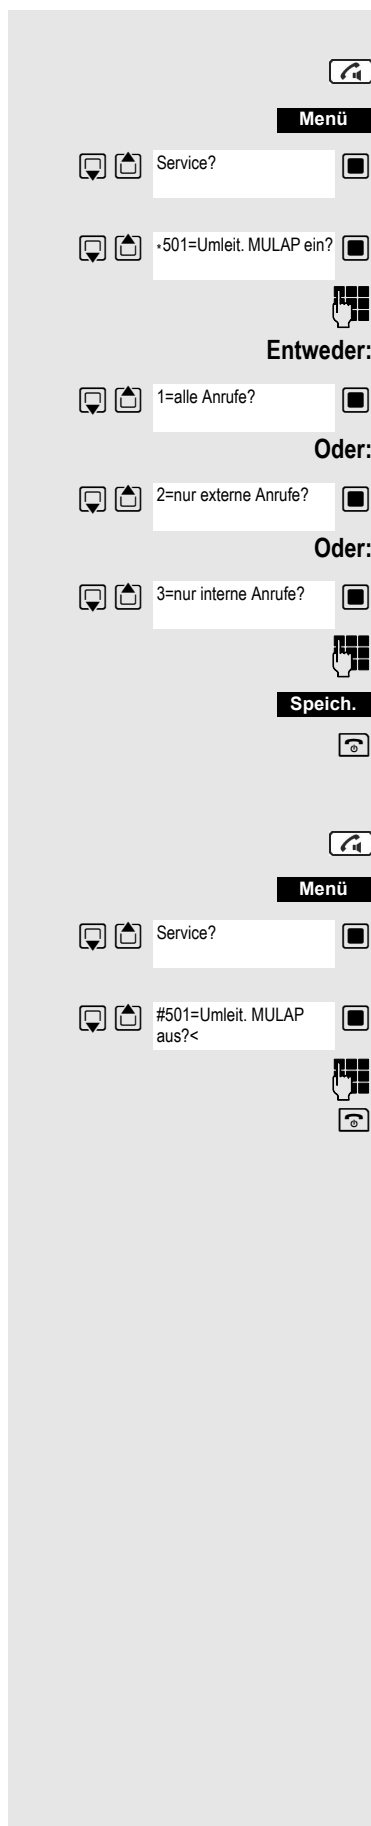 Menü
Service?
*501=Umleit. MULAP ein?
Entweder:
1=alle Anrufe?
Oder:
2=nur externe Anrufe?
Oder:
3=nur interne Anrufe?
Speich.
Menü
Service?
#501=Umleit. MULAP
aus?<